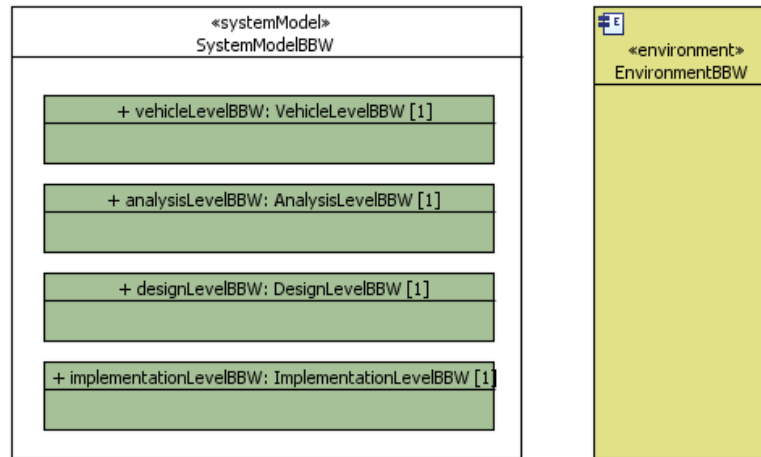 «systemModel»
SystemModelBBW
+ vehicleLevelBBW: VehicleLevelBBW [1]
+ analysisLevelBBW: AnalysisLevelBBW [1]
+ designLevelBBW: DesignLevelBBW [1]
+ implementationLevelBBW: ImplementationLevelBBW [1]
E
«environment»
EnvironmentBBW